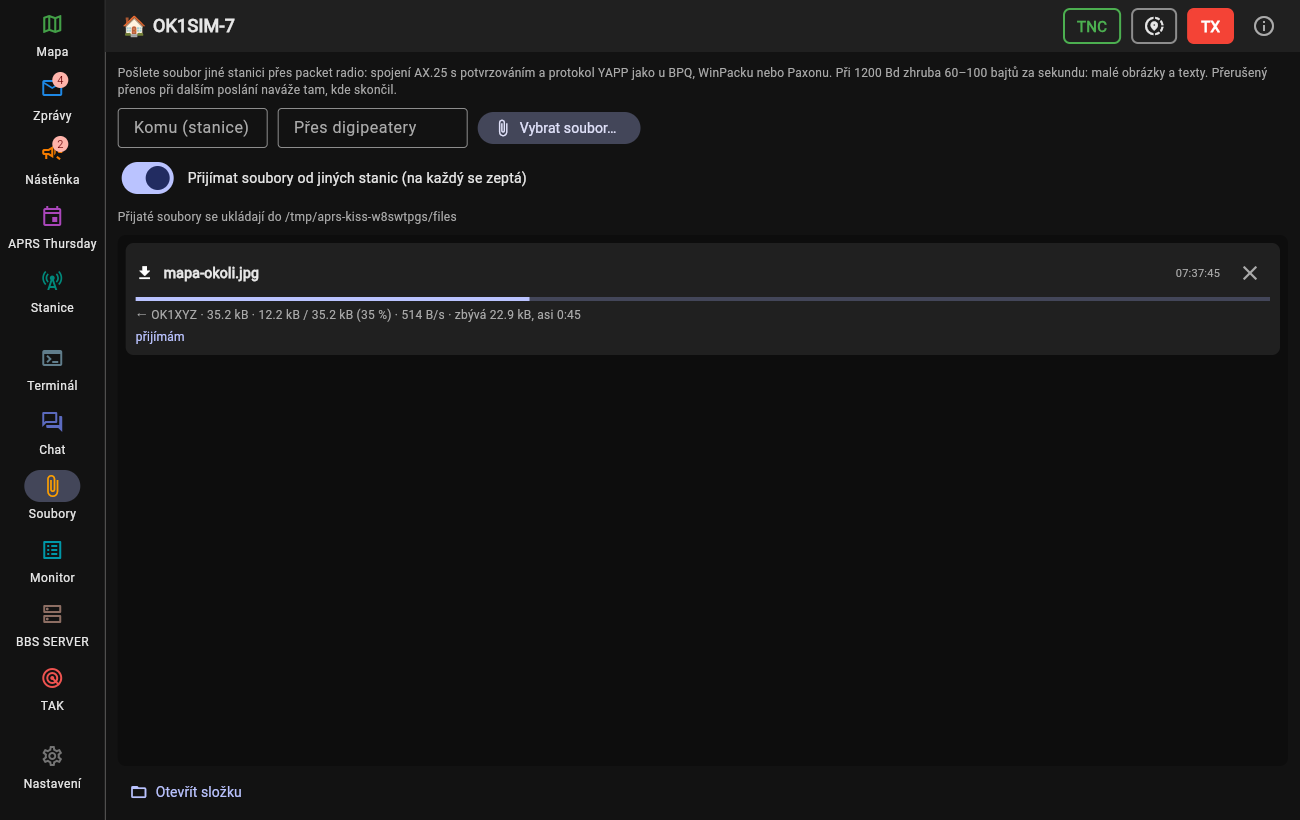 Mapa
4
Zprávy
2
Nástěnka
APRS Thursday
Stanice
Terminál
Chat
Soubory
Monitor
BBS SERVER
TAK
Nastavení
OK1SIM-7
TNC
TX
Pošlete soubor jiné stanici přes packet radio: spojení AX.25 s potvrzováním a protokol YAPP jako u BPQ, WinPacku nebo Paxonu. Při 1200 Bd zhruba 60–100 bajtů za sekundu: malé obrázky a texty. Přerušený
přenos při dalším poslání naváže tam, kde skončil.
Komu (stanice)
Přes digipeatery
Vybrat soubor…
Přijímat soubory od jiných stanic (na každý se zeptá)
Přijaté soubory se ukládají do /tmp/aprs-kiss-w8swtpgs/files
mapa-okoli.jpg
07:37:45
← OK1XYZ · 35.2 kB · 12.2 kB / 35.2 kB (35 %) · 514 B/s · zbývá 22.9 kB, asi 0:45
přijímám
Otevřít složku